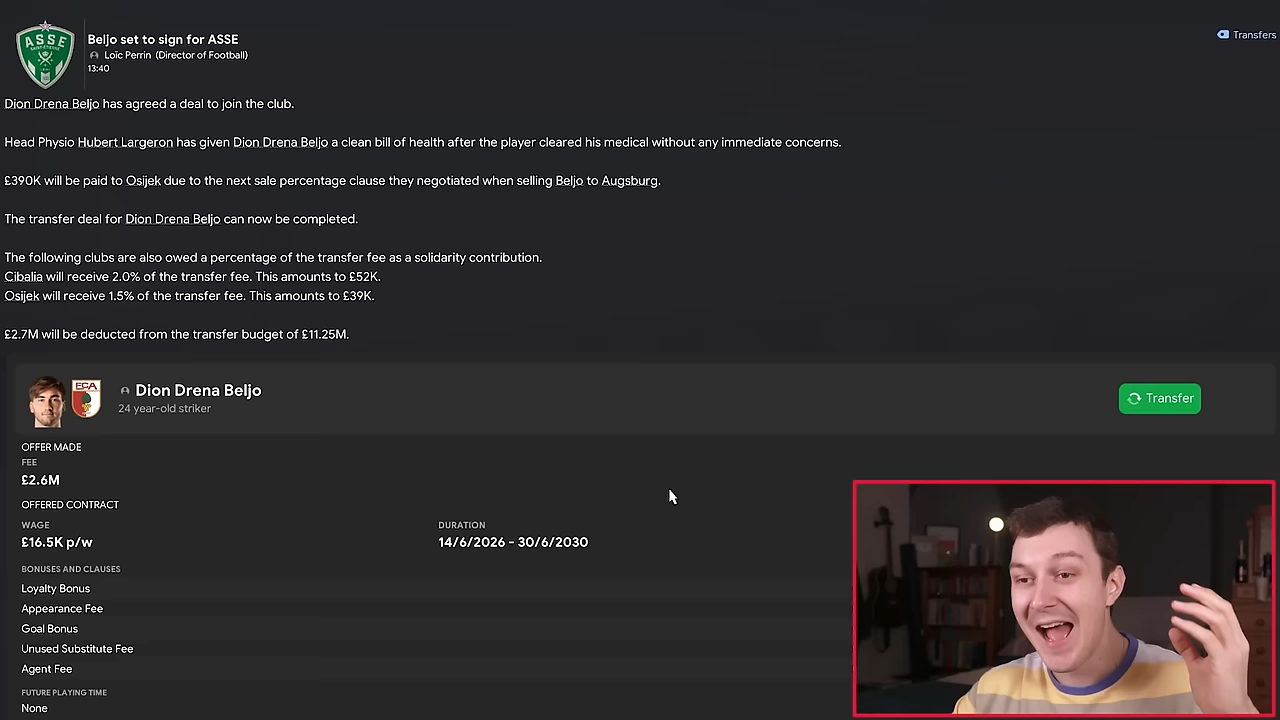 ASSE
SAINT-ETIENNE
Beljo set to sign for ASSE
Loïc Perrin (Director of Football)
13:40
Transfers
Dion Drena Beljo has agreed a deal to join the club.
Head Physio Hubert Largeron has given Dion Drena Beljo a clean bill of health after the player cleared his medical without any immediate concerns.
£390K will be paid to Osijek due to the next sale percentage clause they negotiated when selling Beljo to Augsburg.
The transfer deal for Dion Drena Beljo can now be completed.
The following clubs are also owed a percentage of the transfer fee as a solidarity contribution.
Cibalia will receive 2.0% of the transfer fee. This amounts to £52K.
Osijek will receive 1.5% of the transfer fee. This amounts to £39K.
£2.7M will be deducted from the transfer budget of £11.25M.
FCA
Dion Drena Beljo
24 year-old striker
Transfer
OFFER MADE
FEE
£2.6M
OFFERED CONTRACT
WAGE
£16.5K p/w
DURATION
14/6/2026 - 30/6/2030
BONUSES AND CLAUSES
Loyalty Bonus
Appearance Fee
Goal Bonus
Unused Substitute Fee
Agent Fee
FUTURE PLAYING TIME
None